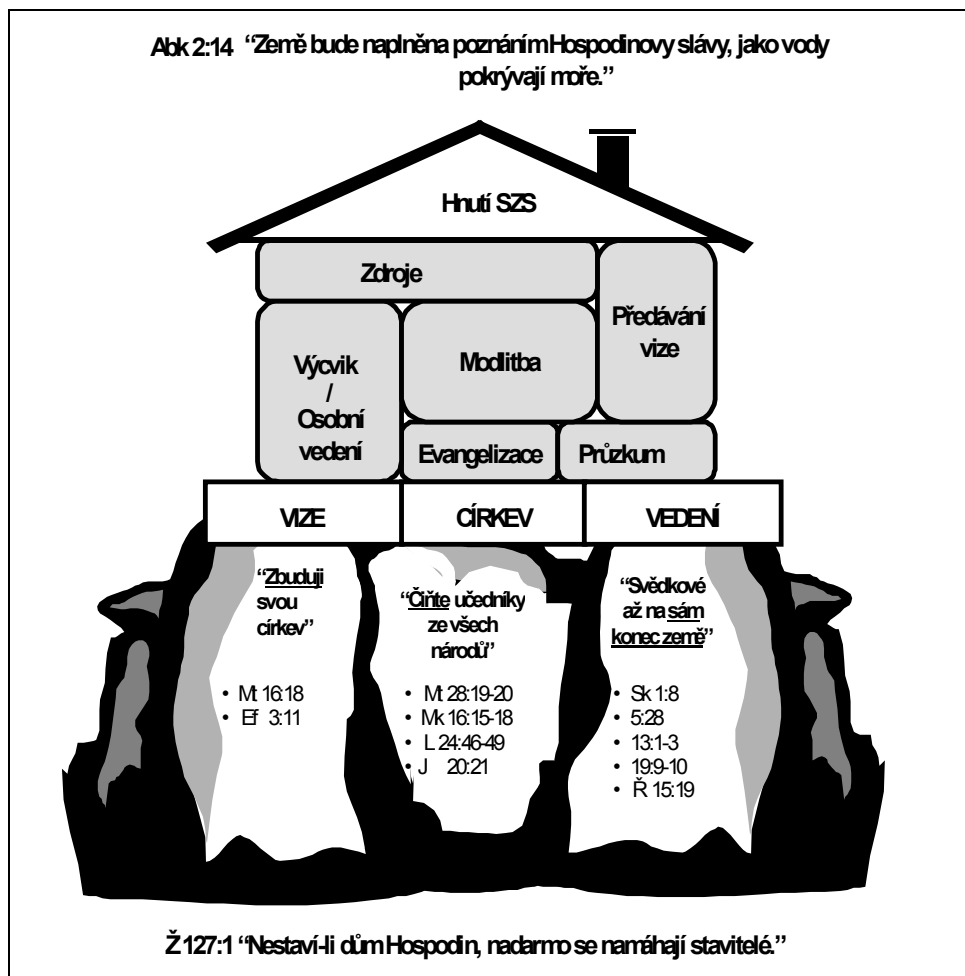 Abk 2:14 “Země bude naplněna poznáním Hospodinovy slávy, jako vody
pokrývají moře.”
Hnutí SZS
Zdroje
Předávání
vize
Výcvik
/
Osobní
vedení
Modlitba
Evangelizace
Průzkum
VIZE
CÍRKEV
VEDENÍ
“Zbuduji
svou
církev”
• Mt 16:18
• Ef 3:11
“Čiňte učedníky
ze všech
národů”
• Mt 28:19-20
• Mk 16:15-18
• L 24:46-49
• J 20:21
“Svědkové
až na sám
konec země”
• Sk 1:8
• 5:28
• 13:1-3
• 19:9-10
• Ř 15:19
Ž 127:1 “Nestaví-li dům Hospodin, nadarmo se namáhají stavitelé.”